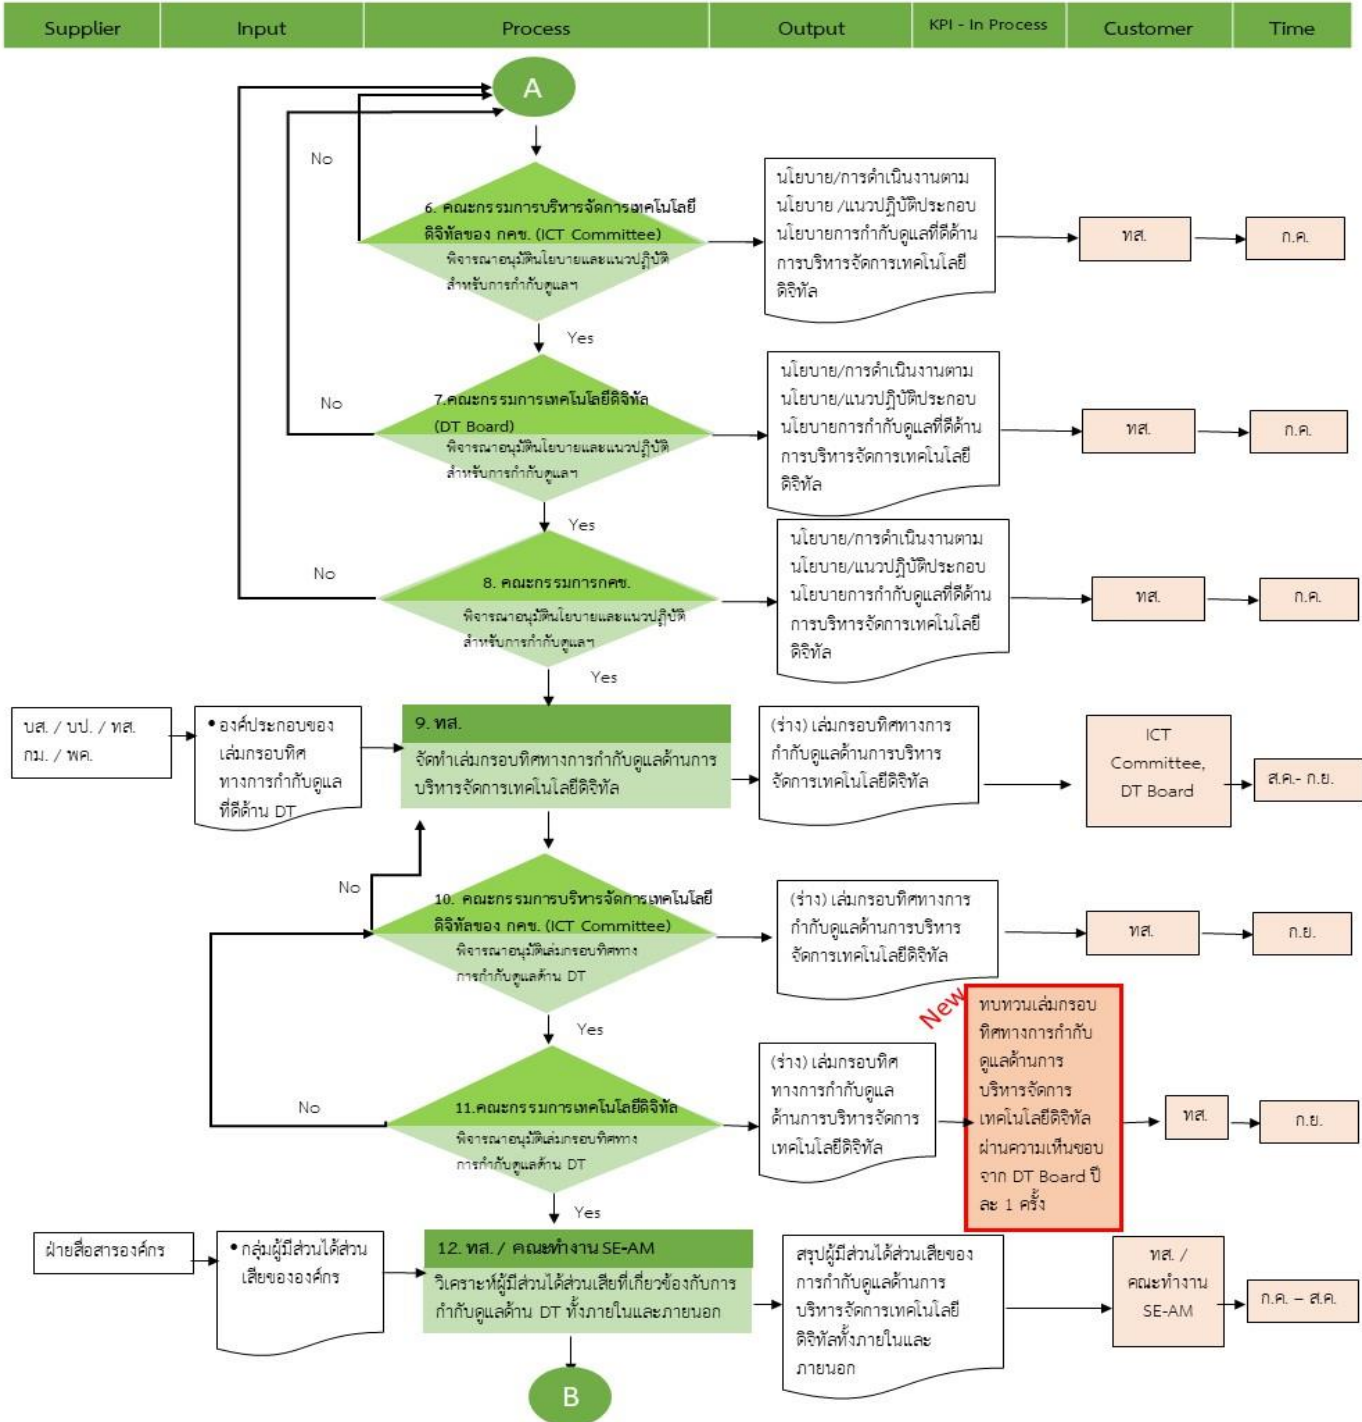 Supplier
Input
Process
Output
KPI - In Process
Customer
Time
A
No
6. คณะกรรมการบริหารจัดการเทคโนโลยี
ดิจิทัลของ กคช. (ICT Committee)
พิจารณาอนุมัตินโยบายและแนวปฏิบัติ
สำหรับการกำกับดูแลฯ
นโยบาย/การดำเนินงานตาม
นโยบาย /แนวปฏิบัติประกอบ
นโยบายการกำกับดูแลที่ดีด้าน
การบริหารจัดการเทคโนโลยี
ดิจิทัล
ทส.
ก.ค.
Yes
No
7.คณะกรรมการเทคโนโลยีดิจิทัล
(DT Board)
พิจารณาอนุมัตินโยบายและแนวปฏิบัติ
สำหรับการกำกับดูแลฯ
นโยบาย/การดำเนินงานตาม
นโยบาย/แนวปฏิบัติประกอบ
นโยบายการกำกับดูแลที่ดีด้าน
การบริหารจัดการเทคโนโลยี
ดิจิทัล
ทส.
ก.ค.
Yes
No
8. คณะกรรมการกคช.
พิจารณาอนุมัตินโยบายและแนวปฏิบัติ
สำหรับการกำกับดูแลฯ
นโยบาย/การดำเนินงานตาม
นโยบาย/แนวปฏิบัติประกอบ
นโยบายการกำกับดูแลที่ดีด้าน
การบริหารจัดการเทคโนโลยี
ดิจิทัล
ทส.
ก.ค.
Yes
บส. / บป. / ทส.
กม. / พค.
• องค์ประกอบของ
เล่มกรอบทิศ
ทางการกำกับดูแล
ที่ดีด้าน DT
9. ทส.
จัดทำเล่มกรอบทิศทางการกำกับดูแลด้านการ
บริหารจัดการเทคโนโลยีดิจิทัล
(ร่าง) เล่มกรอบทิศทางการ
กำกับดูแลด้านการบริหาร
จัดการเทคโนโลยีดิจิทัล
ICT
Committee,
DT Board
ส.ค.- ก.ย.
No
10. คณะกรรมการบริหารจัดการเทคโนโลยี
ดิจิทัลของ กคช. (ICT Committee)
พิจารณาอนุมัติเล่มกรอบทิศทาง
การกำกับดูแลด้าน DT
(ร่าง) เล่มกรอบทิศทางการ
กำกับดูแลด้านการบริหาร
จัดการเทคโนโลยีดิจิทัล
ทส.
ก.ย.
Yes
New
No
11.คณะกรรมการเทคโนโลยีดิจิทัล
พิจารณาอนุมัติเล่มกรอบทิศทาง
การกำกับดูแลด้าน DT
(ร่าง) เล่มกรอบทิศ
ทางการกำกับดูแล
ด้านการบริหารจัดการ
เทคโนโลยีดิจิทัล
ทบทวนเล่มกรอบ
ทิศทางการกำกับ
ดูแลด้านการ
บริหารจัดการ
เทคโนโลยีดิจิทัล
ผ่านความเห็นชอบ
จาก DT Board ปี
ละ 1 ครั้ง
ทส.
ก.ย.
Yes
ฝ่ายสื่อสารองค์กร
• กลุ่มผู้มีส่วนได้ส่วน
เสียขององค์กร
12. ทส. / คณะทำงาน SE-AM
วิเคราะห์ผู้มีส่วนได้ส่วนเสียที่เกี่ยวข้องกับการ
กำกับดูแลด้าน DT ทั้งภายในและภายนอก
สรุปผู้มีส่วนได้ส่วนเสียของ
การกำกับดูแลด้านการ
บริหารจัดการเทคโนโลยี
ดิจิทัลทั้งภายในและ
ภายนอก
ทส. /
คณะทำงาน
SE-AM
ก.ค. – ส.ค.
B